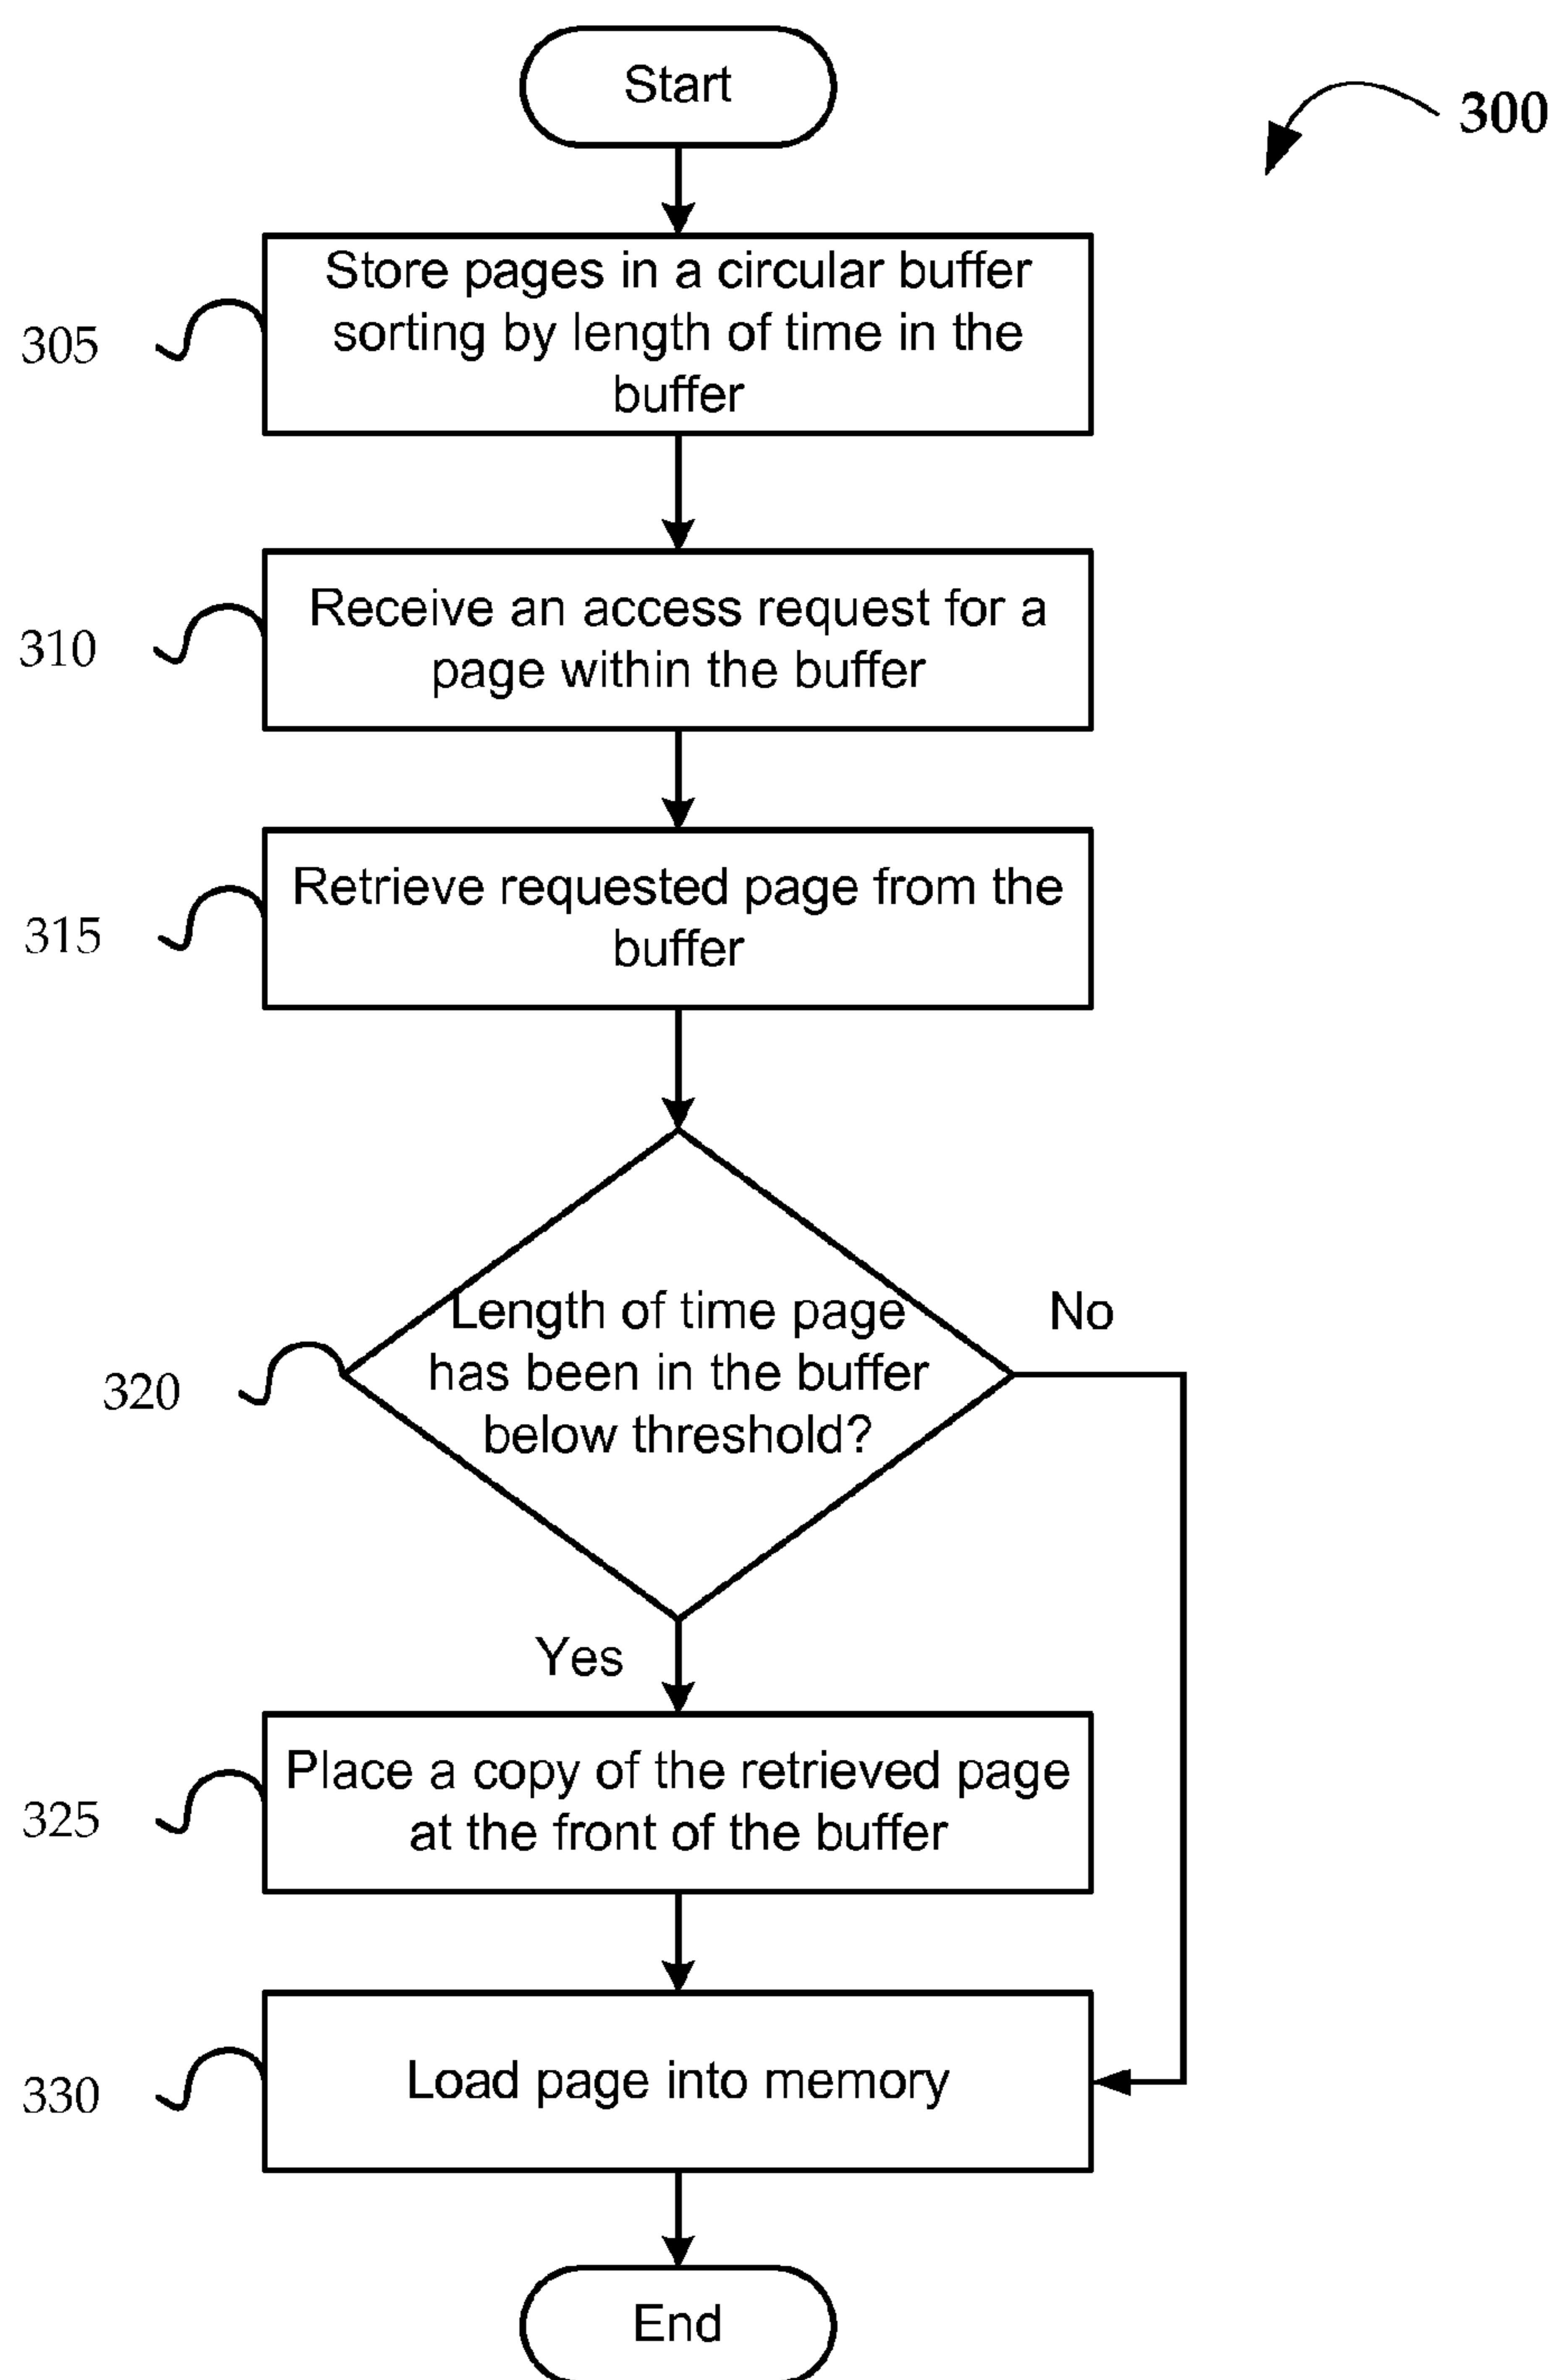 Start
300
Store pages in a circular buffer
sorting by length of time in the
buffer
305
Receive an access request for a
page within the buffer
310
Retrieve requested page from the
buffer
315
Length of time page
has been in the buffer
below threshold?
No
320
Yes
Place a copy of the retrieved page
at the front of the buffer
325
Load page into memory
330
End